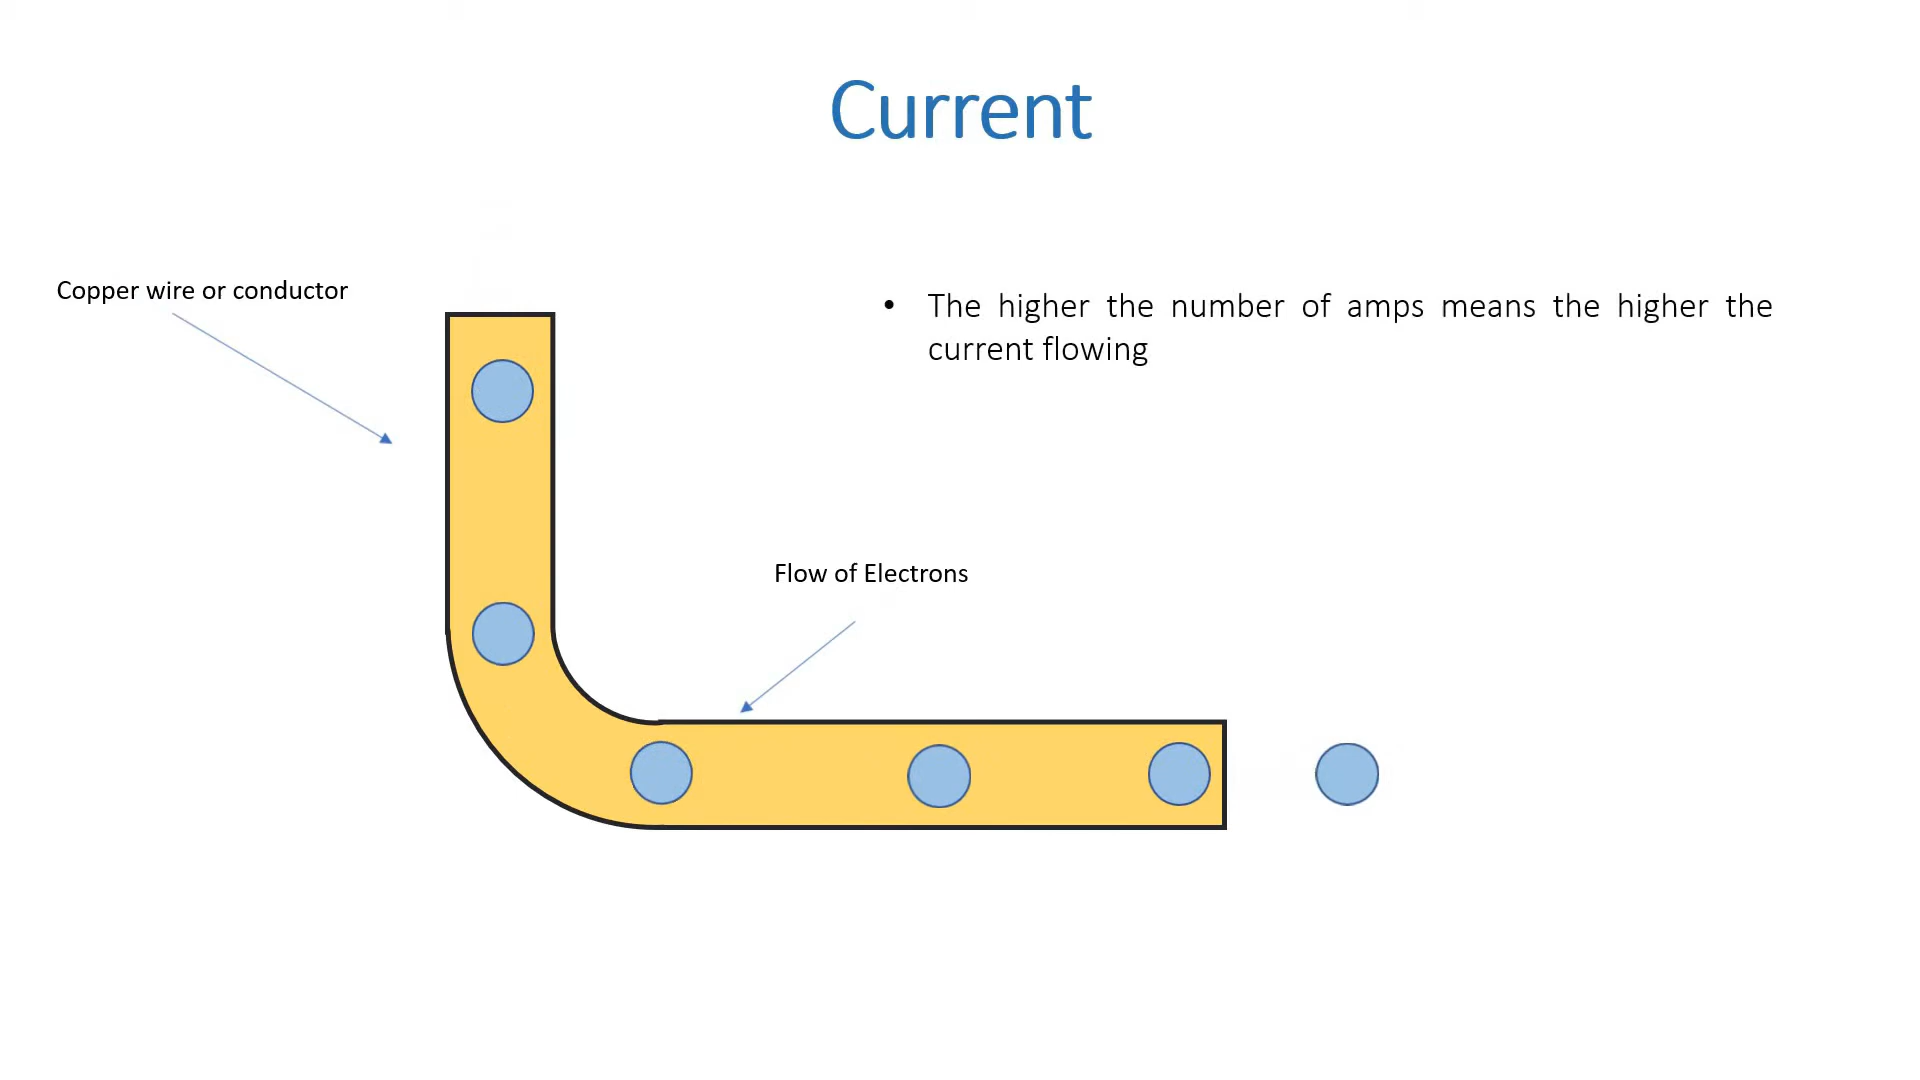 Current
Copper wire or conductor
• The higher the number of amps means the higher the
current flowing
Flow of Electrons